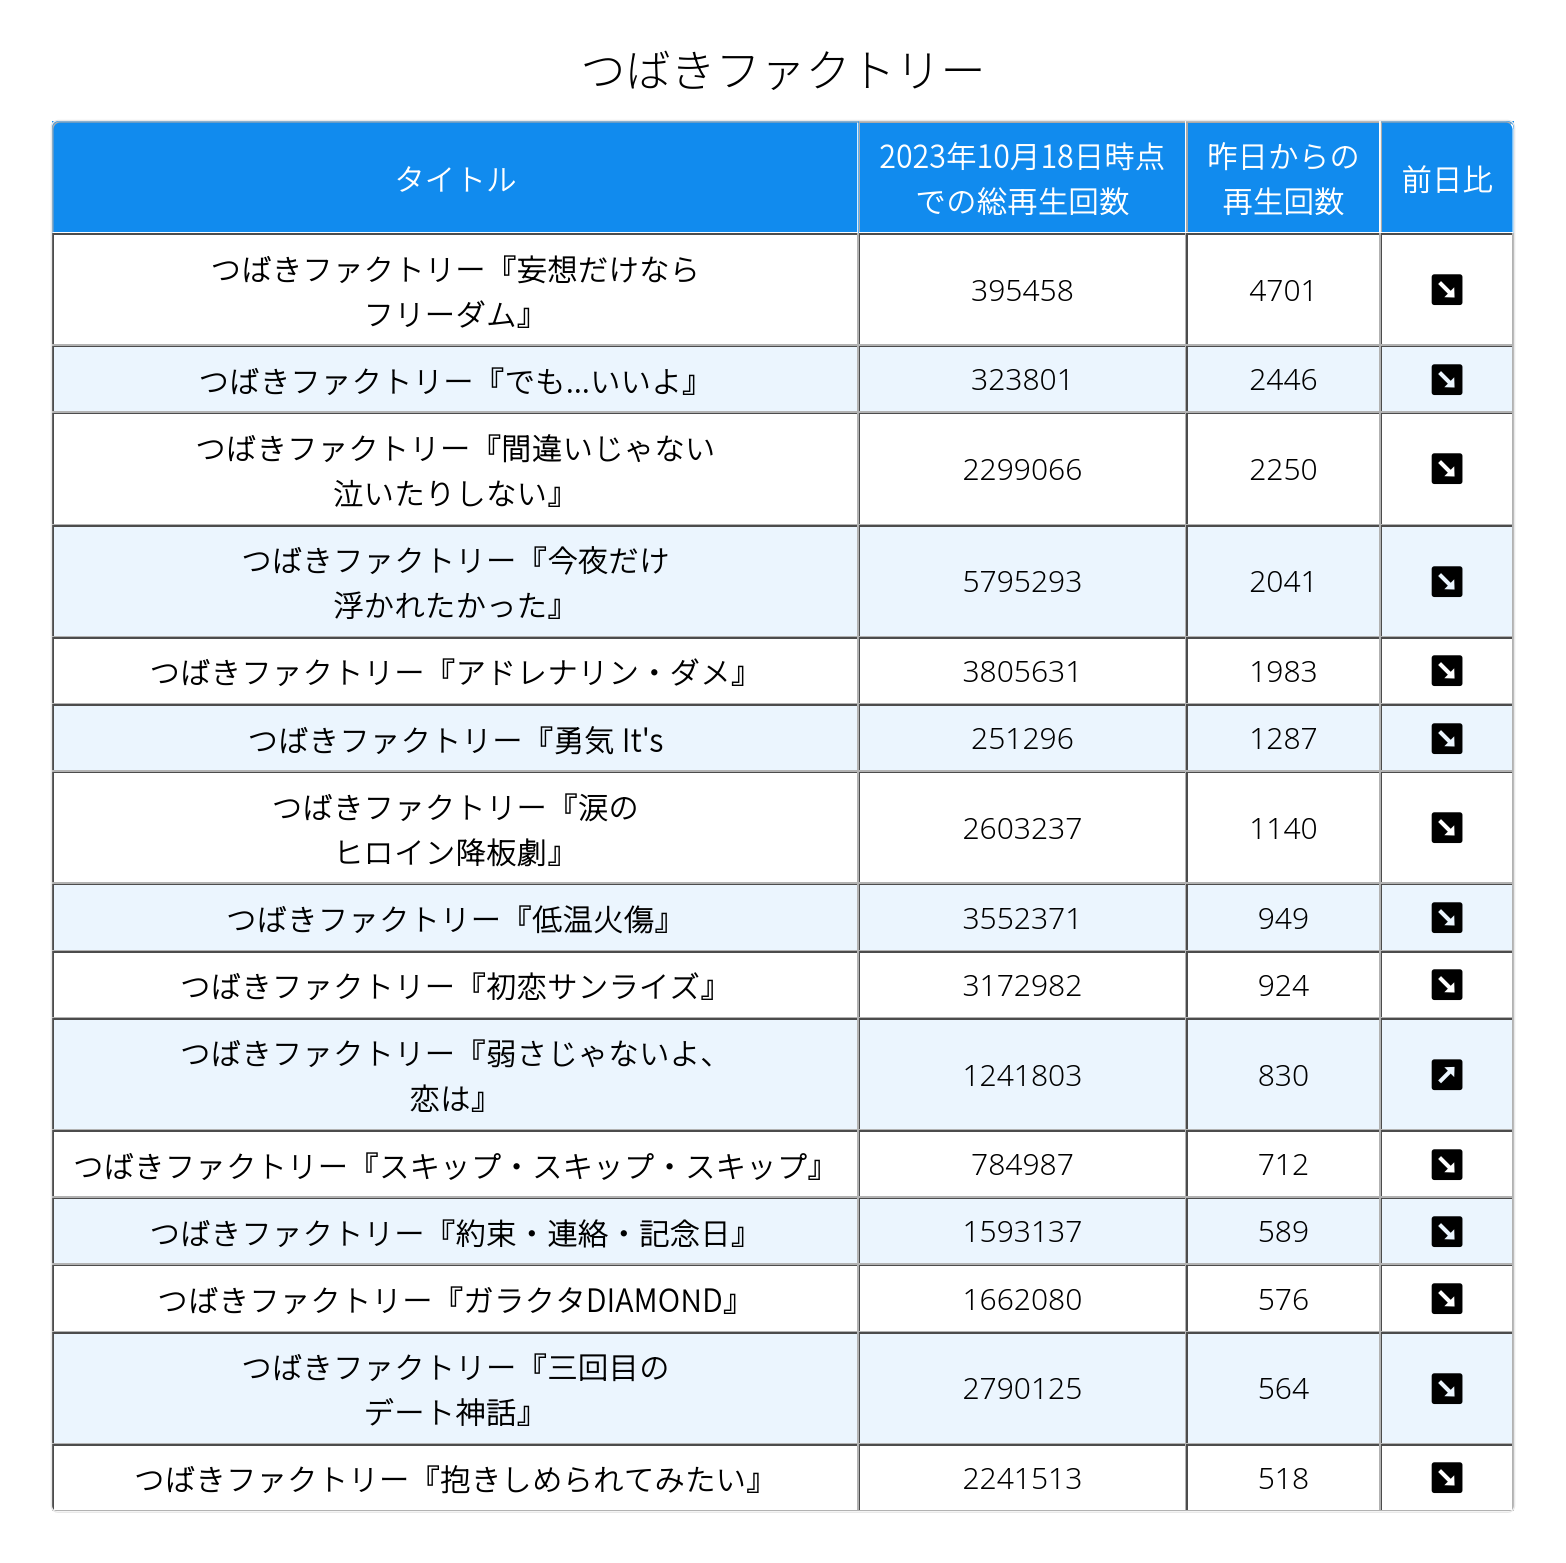 つばきファクトリー
タイトル
2023年10月18日時点
での総再生回数
昨日からの
再生回数
前日比
つばきファクトリー『妄想だけなら
フリーダム』
395458
4701
つばきファクトリー『でも...いいよ』
323801
2446
つばきファクトリー『間違いじゃない
泣いたりしない』
2299066
2250
つばきファクトリー『今夜だけ
浮かれたかった』
5795293
2041
つばきファクトリー『アドレナリン・ダメ』
3805631
1983
つばきファクトリー『勇気 It's
251296
1287
つばきファクトリー『涙の
ヒロイン降板劇』
2603237
1140
つばきファクトリー『低温火傷』
3552371
949
つばきファクトリー『初恋サンライズ』
3172982
924
つばきファクトリー『弱さじゃないよ、
恋は』
1241803
830
つばきファクトリー『スキップ・スキップ・スキップ』
784987
712
つばきファクトリー『約束・連絡・記念日』
1593137
589
つばきファクトリー『ガラクタDIAMOND』
1662080
576
つばきファクトリー『三回目の
デート神話』
2790125
564
つばきファクトリー『抱きしめられてみたい』
2241513
518